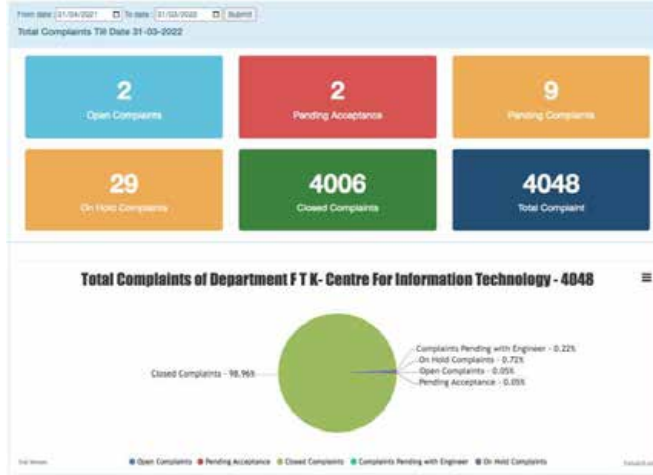 From date : 01/04/2021 To date : 31/03/2022 Submit
Total Complaints Till Date 31-03-2022
2
Open Complaints
2
Pending Acceptance
9
Pending Complaints
29
On Hold Complaints
4006
Closed Complaints
4048
Total Complaint
Total Complaints of Department F T K- Centre For Information Technology - 4048
Complaints Pending with Engineer - 0.22%
On Hold Complaints - 0.72%
Closed Complaints - 98.96%
Open Complaints - 0.05%
Pending Acceptance - 0.05%
Trial Version
Open Complaints Pending Acceptance Closed Complaints Complaints Pending with Engineer On Hold Complaints